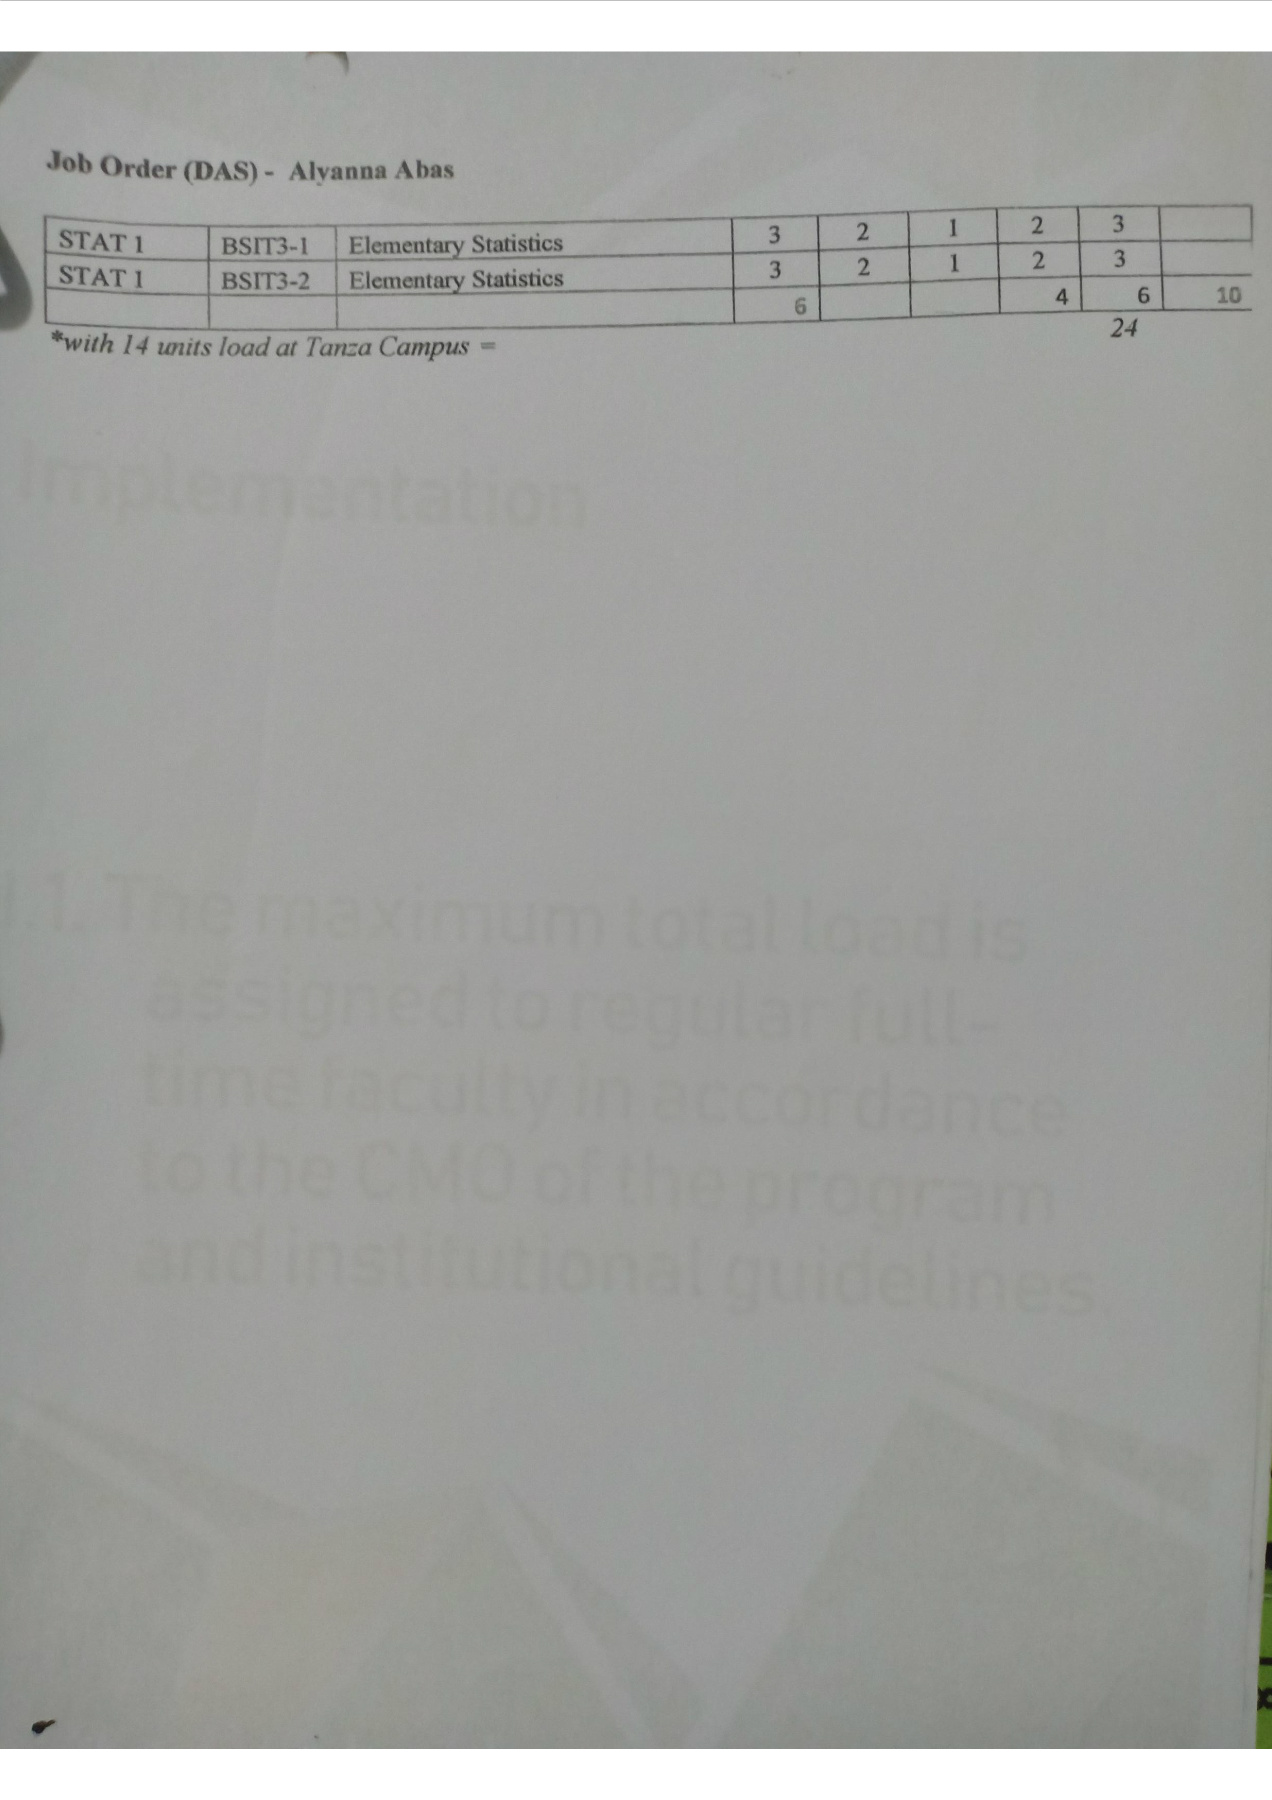 Job Order (DAS) - Alyanna Abas
STAT 1 BSIT3-1 Elementary Statistics 3 2 1 2 3
STAT 1 BSIT3-2 Elementary Statistics 3 2 1 2 3
6 4 6 10
*with 14 units load at Tanza Campus = 24
Implementation
1.1. The maximum total load is
assigned to regular full-
time faculty in accordance
to the CMO of the program
and institutional guidelines.